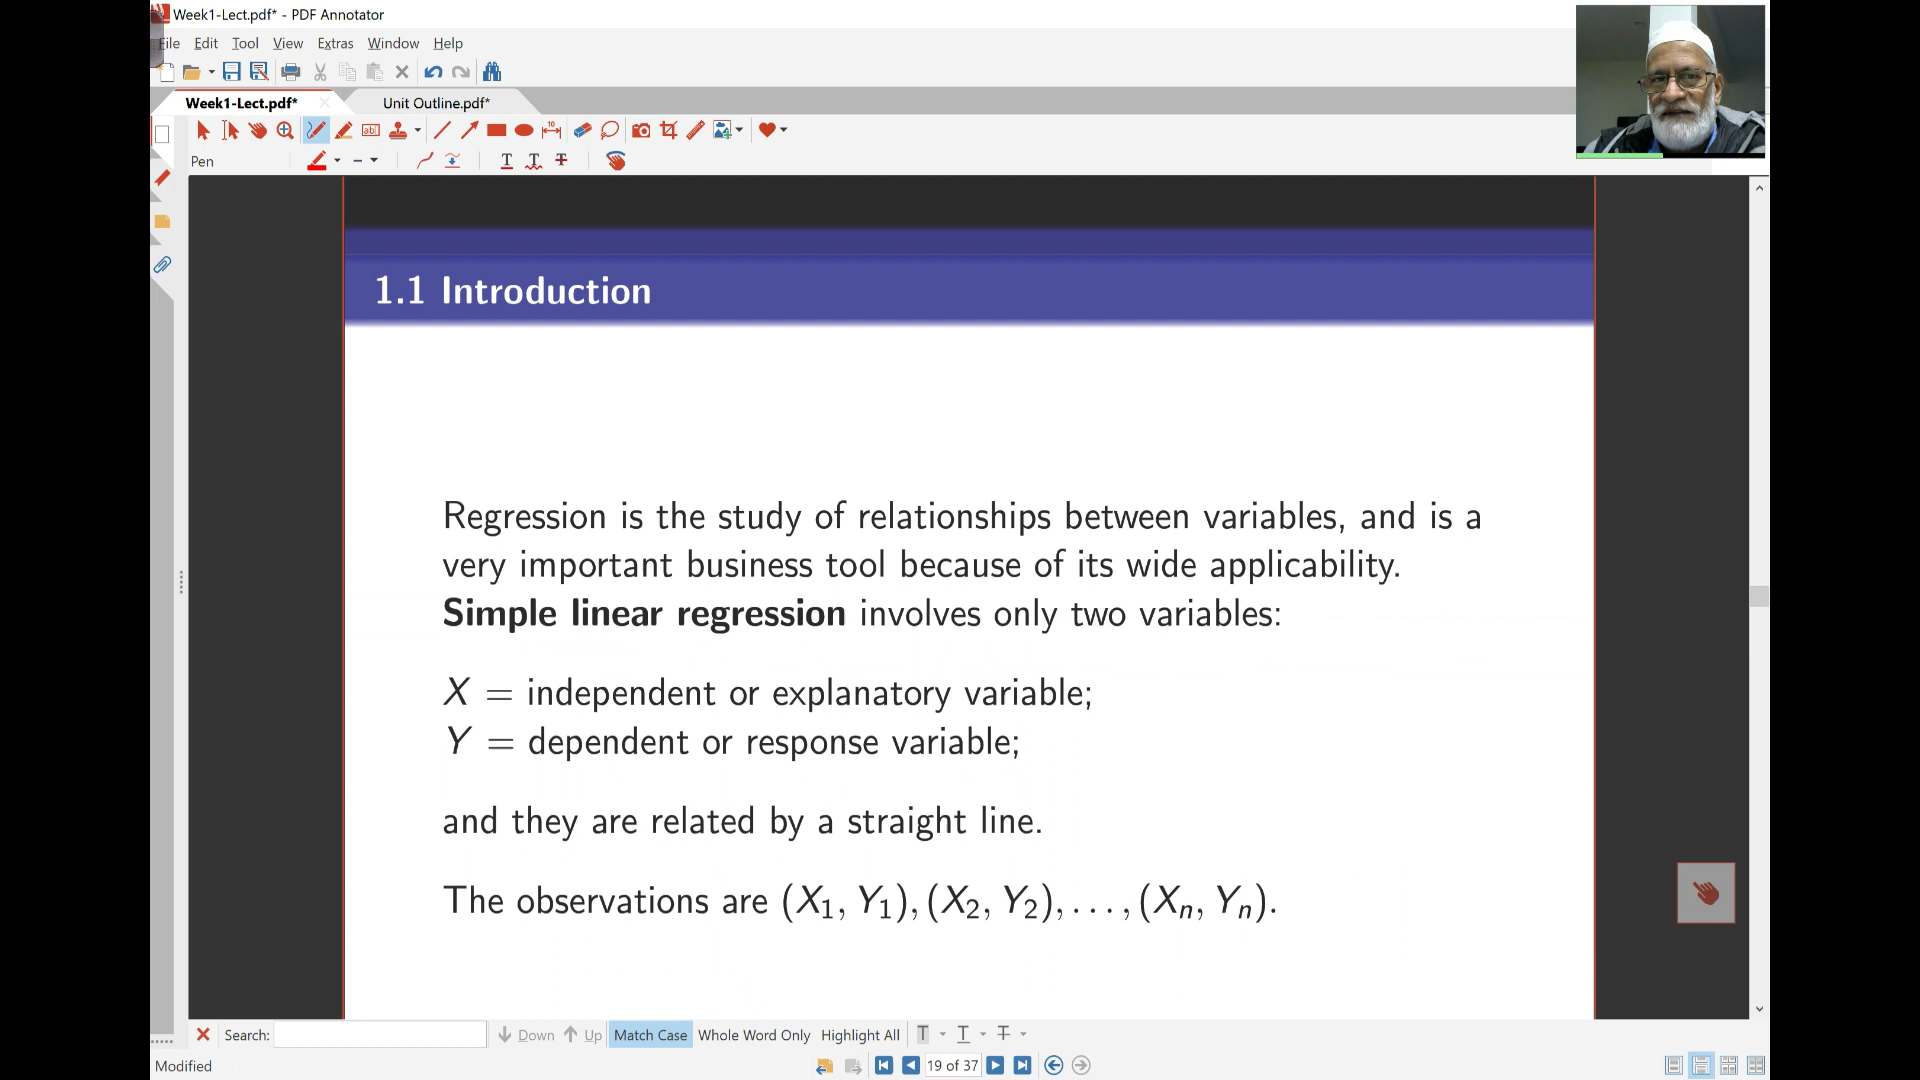 Week1-Lect.pdf* - PDF Annotator
File Edit Tool View Extras Window Help
Week1-Lect.pdf* Unit Outline.pdf*
Pen
1.1 Introduction
Regression is the study of relationships between variables, and is a
very important business tool because of its wide applicability.
Simple linear regression involves only two variables:
X = independent or explanatory variable;
Y = dependent or response variable;
and they are related by a straight line.
The observations are (X₁, Y₁), (X₂, Y₂), . . . , (Xₙ, Yₙ).
Search: Down Up Match Case Whole Word Only Highlight All
Modified 19 of 37